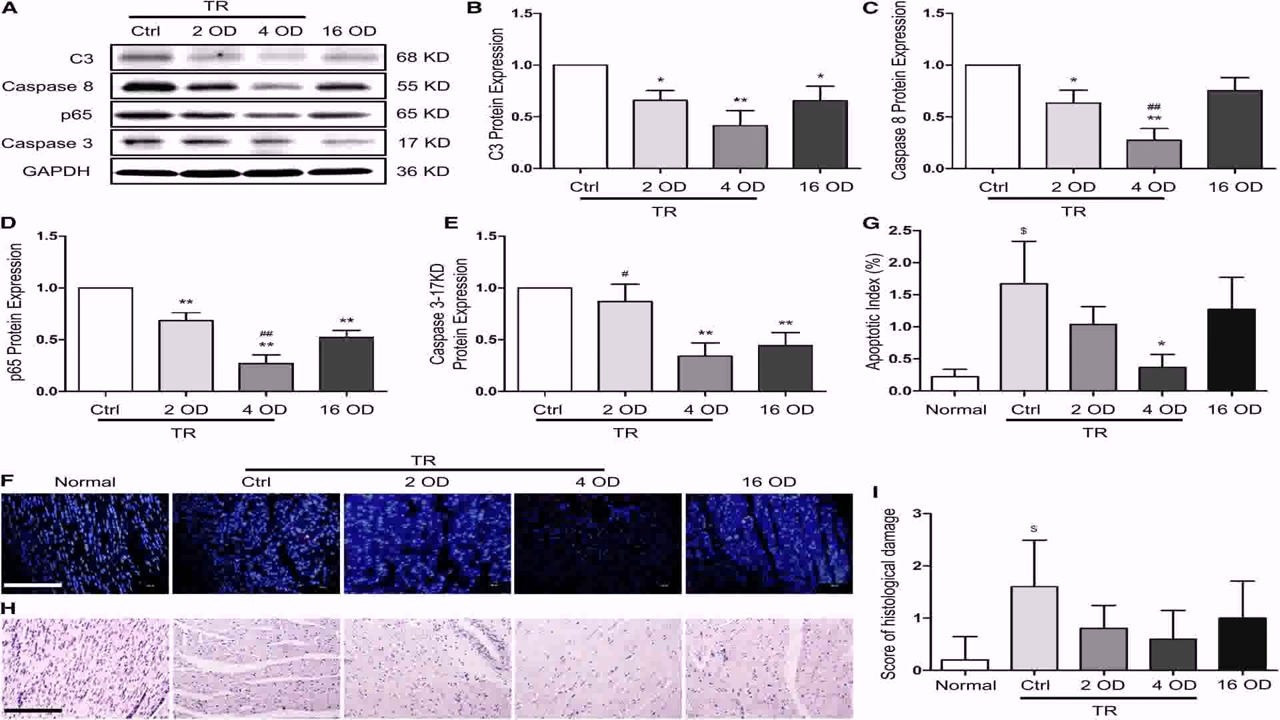 A
TR
Ctrl 2 OD 4 OD 16 OD
C3 68 KD
Caspase 8 55 KD
p65 65 KD
Caspase 3 17 KD
GAPDH 36 KD
B
C3 Protein Expression
1.5
1.0
0.5
0.0
*
**
*
Ctrl 2 OD 4 OD 16 OD
TR
C
Caspase 8 Protein Expression
1.5
1.0
0.5
0.0
*
##
**
Ctrl 2 OD 4 OD 16 OD
TR
D
p65 Protein Expression
1.5
1.0
0.5
0.0
**
##
**
**
Ctrl 2 OD 4 OD 16 OD
TR
E
Caspase 3-17KD
Protein Expression
1.5
1.0
0.5
0.0
#
**
**
Ctrl 2 OD 4 OD 16 OD
TR
G
Apoptotic Index (%)
2.5
2.0
1.5
1.0
0.5
0.0
$
*
Normal Ctrl 2 OD 4 OD 16 OD
TR
TR
F Normal Ctrl 2 OD 4 OD 16 OD
H
I
Score of histological damage
3
2
1
0
$
Normal Ctrl 2 OD 4 OD 16 OD
TR